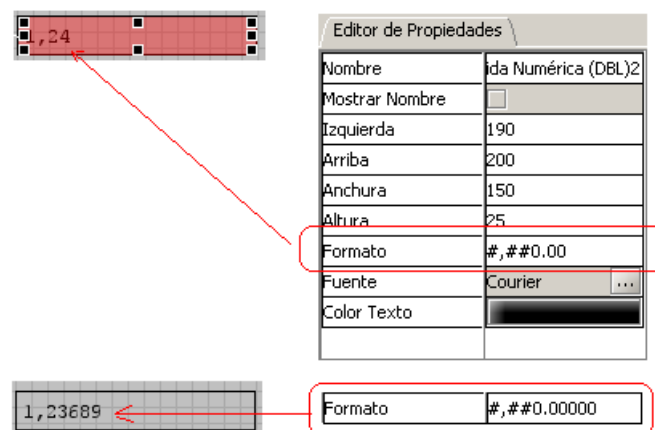 1,24
Editor de Propiedades
Nombre ida Numérica (DBL)2
Mostrar Nombre
Izquierda 190
Arriba 200
Anchura 150
Altura 25
Formato #,##0.00
Fuente Courier ...
Color Texto
1,23689
Formato #,##0.00000